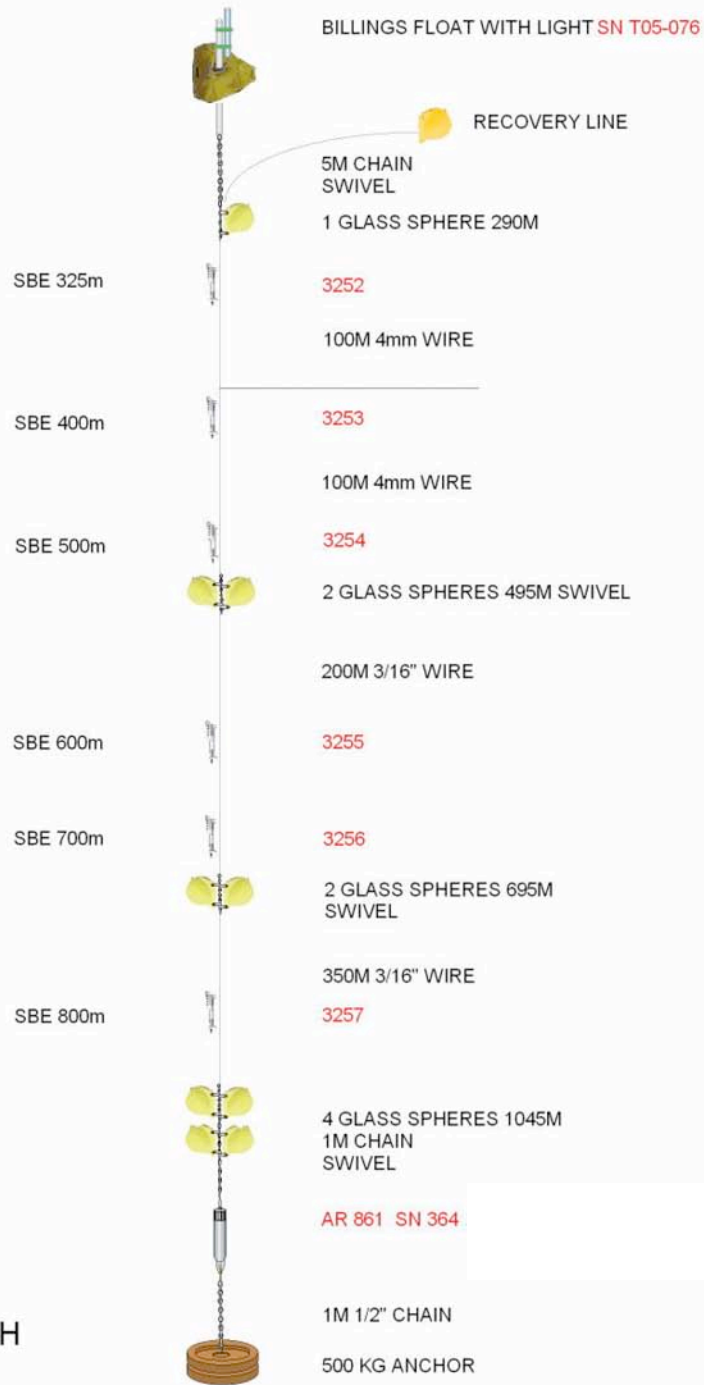 BILLINGS FLOAT WITH LIGHT SN T05-076
RECOVERY LINE
5M CHAIN
SWIVEL
1 GLASS SPHERE 290M
SBE 325m
3252
100M 4mm WIRE
SBE 400m
3253
100M 4mm WIRE
SBE 500m
3254
2 GLASS SPHERES 495M SWIVEL
200M 3/16" WIRE
SBE 600m
3255
SBE 700m
3256
2 GLASS SPHERES 695M
SWIVEL
350M 3/16" WIRE
SBE 800m
3257
4 GLASS SPHERES 1045M
1M CHAIN
SWIVEL
AR 861 SN 364
1M 1/2" CHAIN
H
500 KG ANCHOR